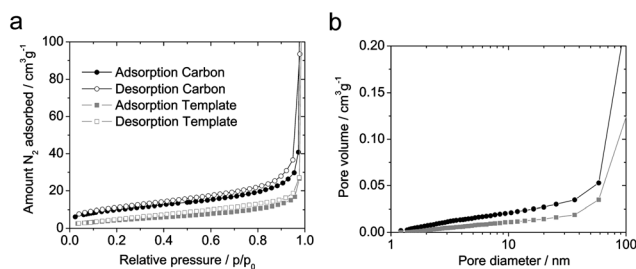 a
Amount N2 adsorbed / cm3g-1
100
80
60
40
20
0
Adsorption Carbon
Desorption Carbon
Adsorption Template
Desorption Template
0.0 0.2 0.4 0.6 0.8 1.0
Relative pressure / p/p0
b
Pore volume / cm3g-1
0.20
0.15
0.10
0.05
0.00
1 10 100
Pore diameter / nm